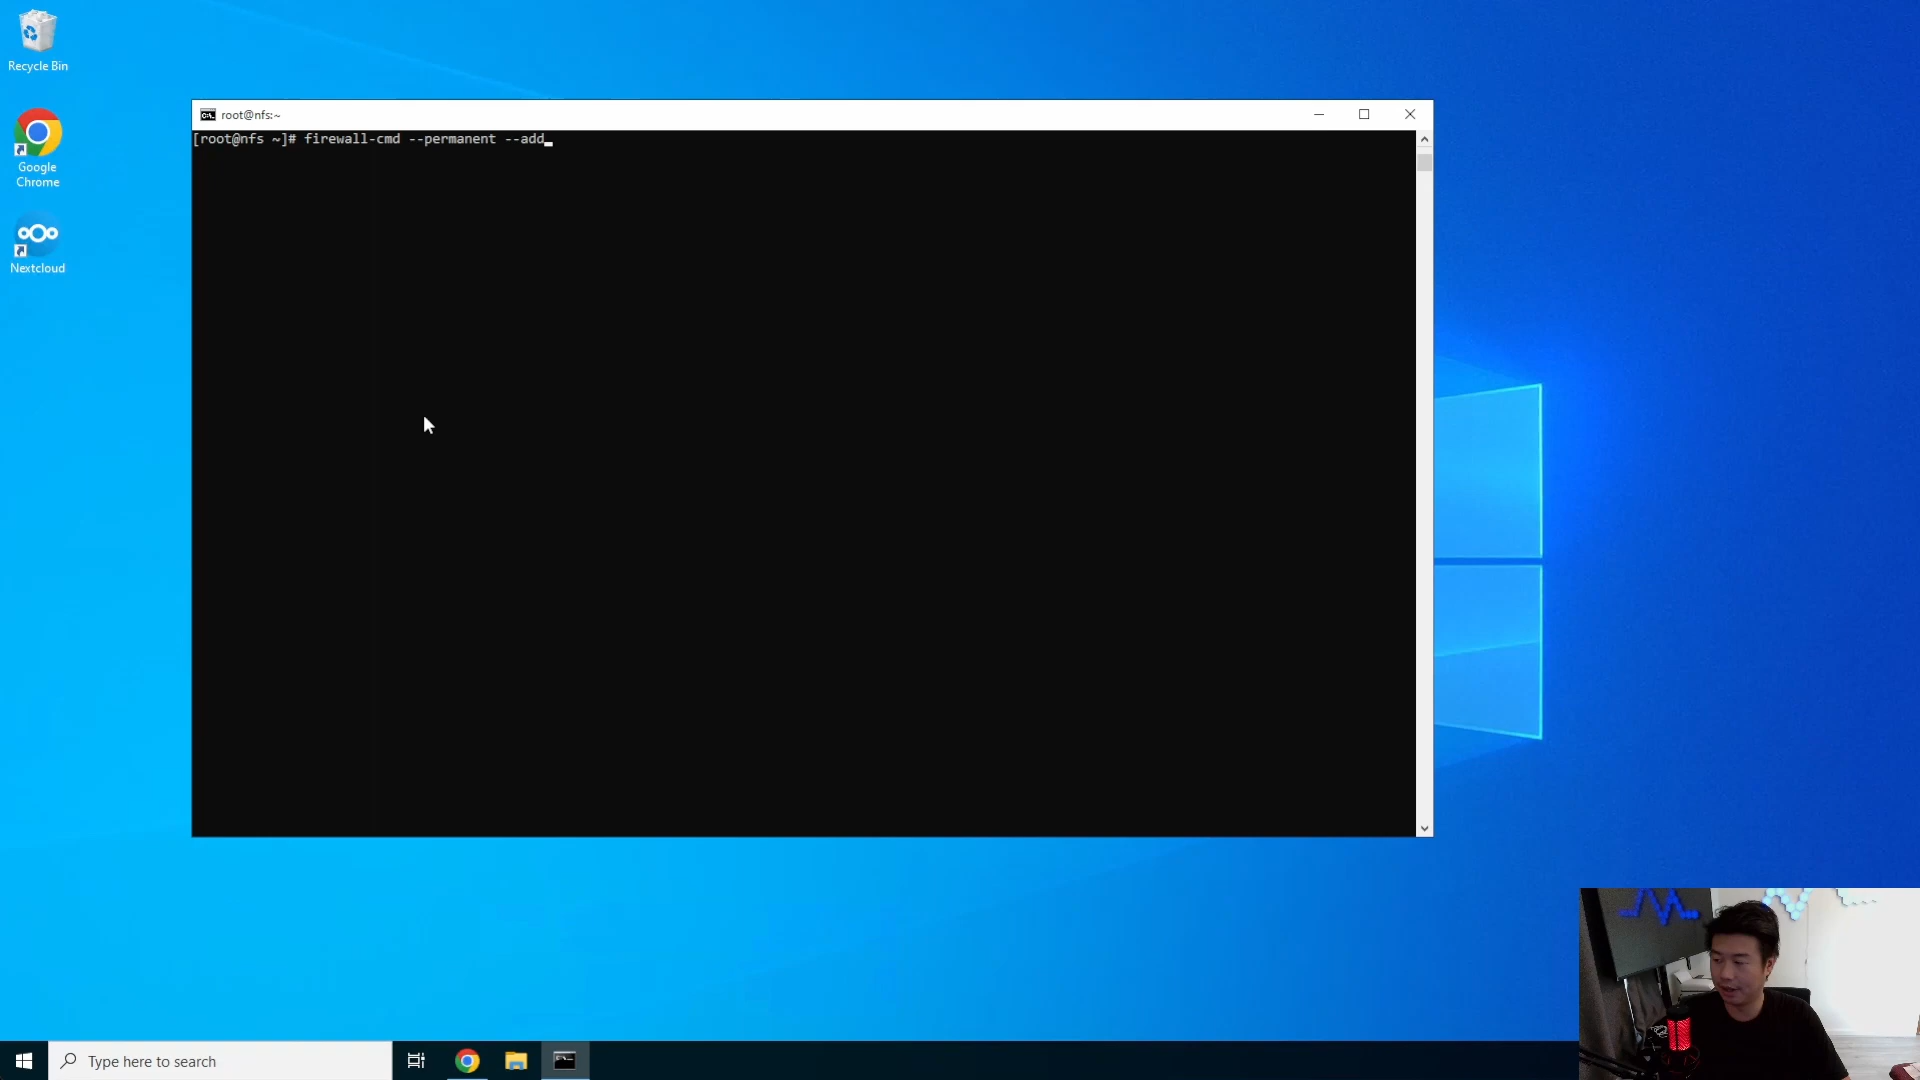 Recycle Bin
Google
Chrome
Nextcloud
root@nfs:~
[root@nfs ~]# firewall-cmd --permanent --add
Type here to search